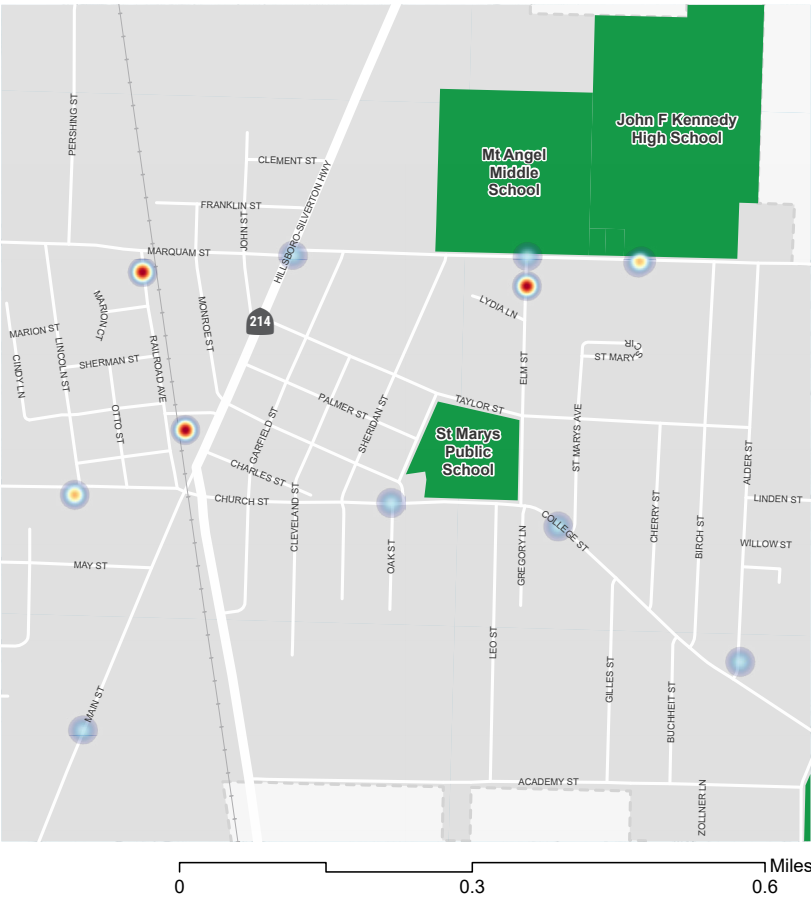 PERSHING ST
John F Kennedy
High School
Mt Angel
Middle
School
CLEMENT ST
HILLSBORO-SILVERTON HWY
FRANKLIN ST
JOHN ST
MARQUAM ST
MARION CT
MONROE ST
LYDIA LN
214
MARION ST
LINCOLN ST
RAILROAD AVE
CINDY LN
SHERMAN ST
ELM ST
ST MARYS CIR
OTTO ST
PALMER ST
SHERIDAN ST
TAYLOR ST
GARFIELD ST
ST MARYS AVE
St Marys
Public
School
ALDER ST
CHARLES ST
CHURCH ST
CLEVELAND ST
COLLEGE ST
CHERRY ST
BIRCH ST
LINDEN ST
WILLOW ST
OAK ST
GREGORY LN
MAY ST
LEO ST
GILLES ST
BUCHHEIT ST
MAIN ST
ACADEMY ST
ZOLLNER LN
Miles
0 0.3 0.6